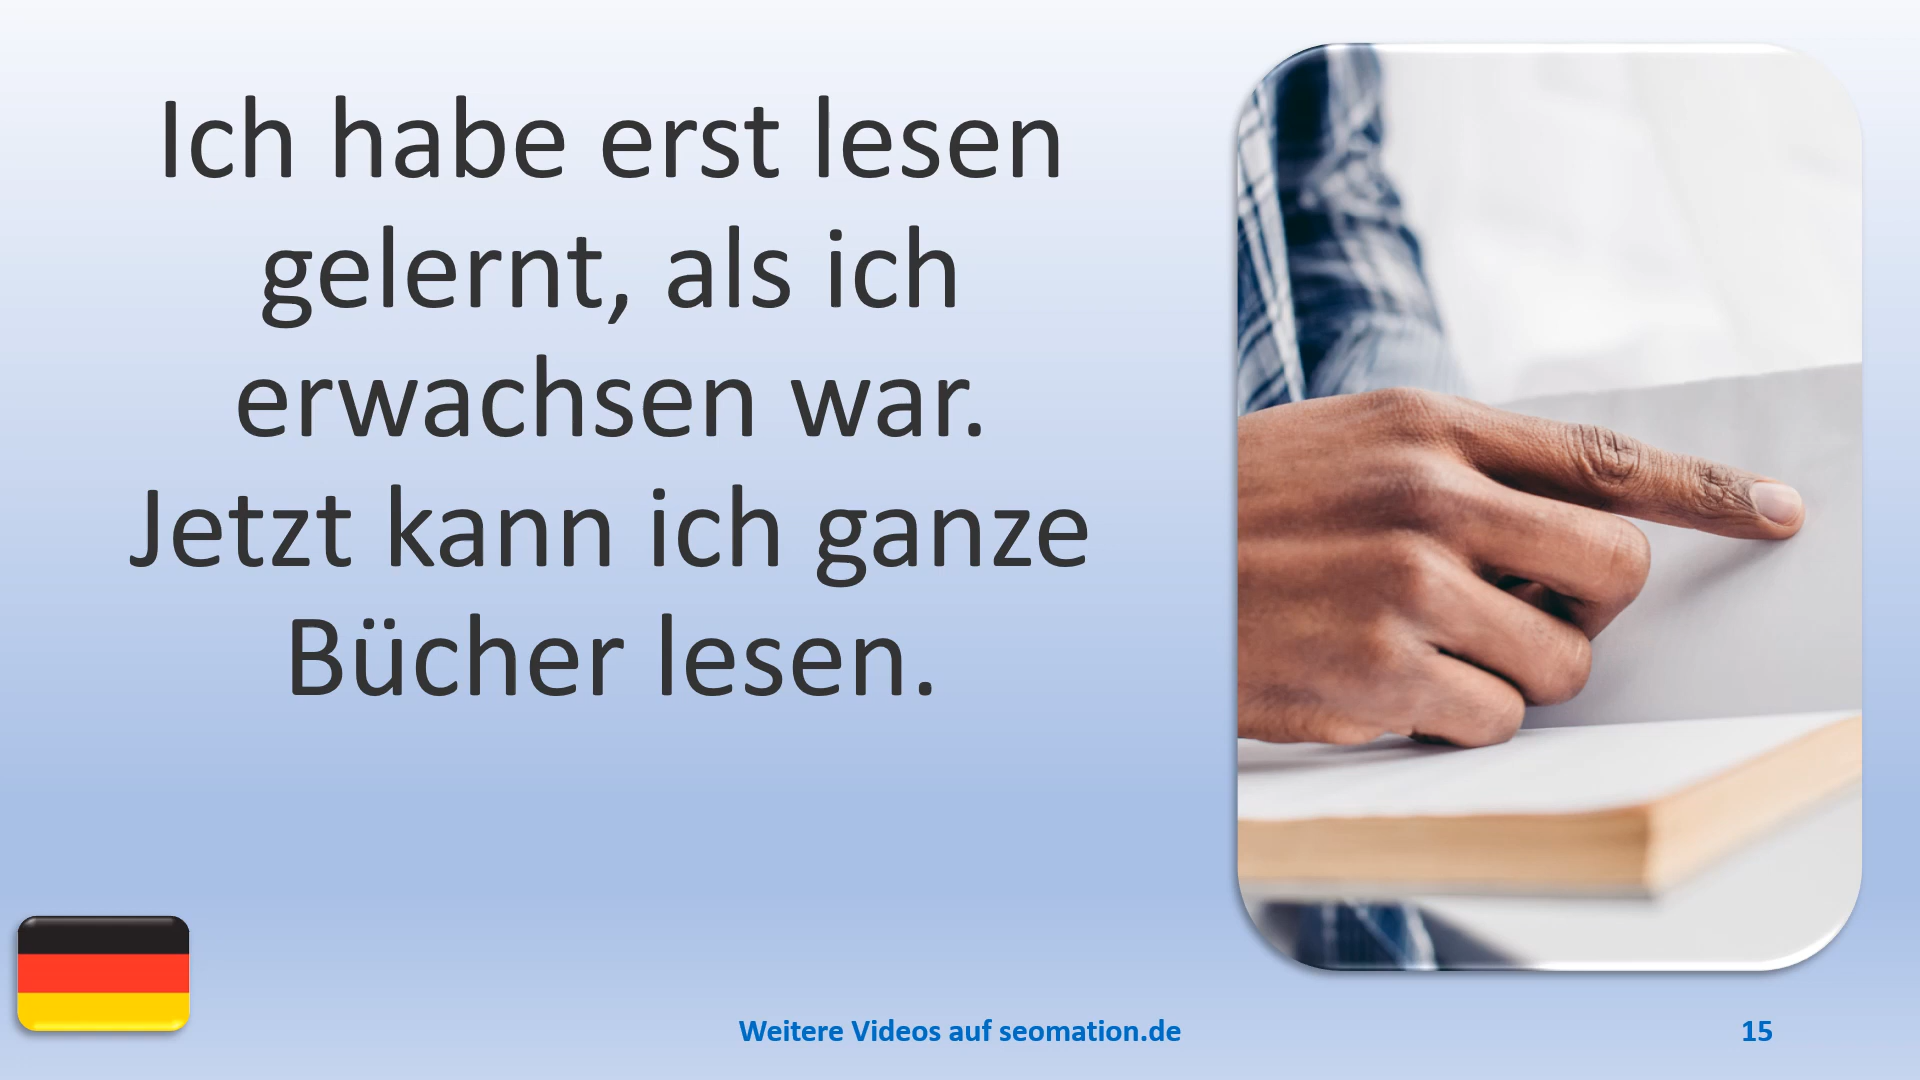 Ich habe erst lesen
gelernt, als ich
erwachsen war.
Jetzt kann ich ganze
Bücher lesen.
Weitere Videos auf seomation.de
15